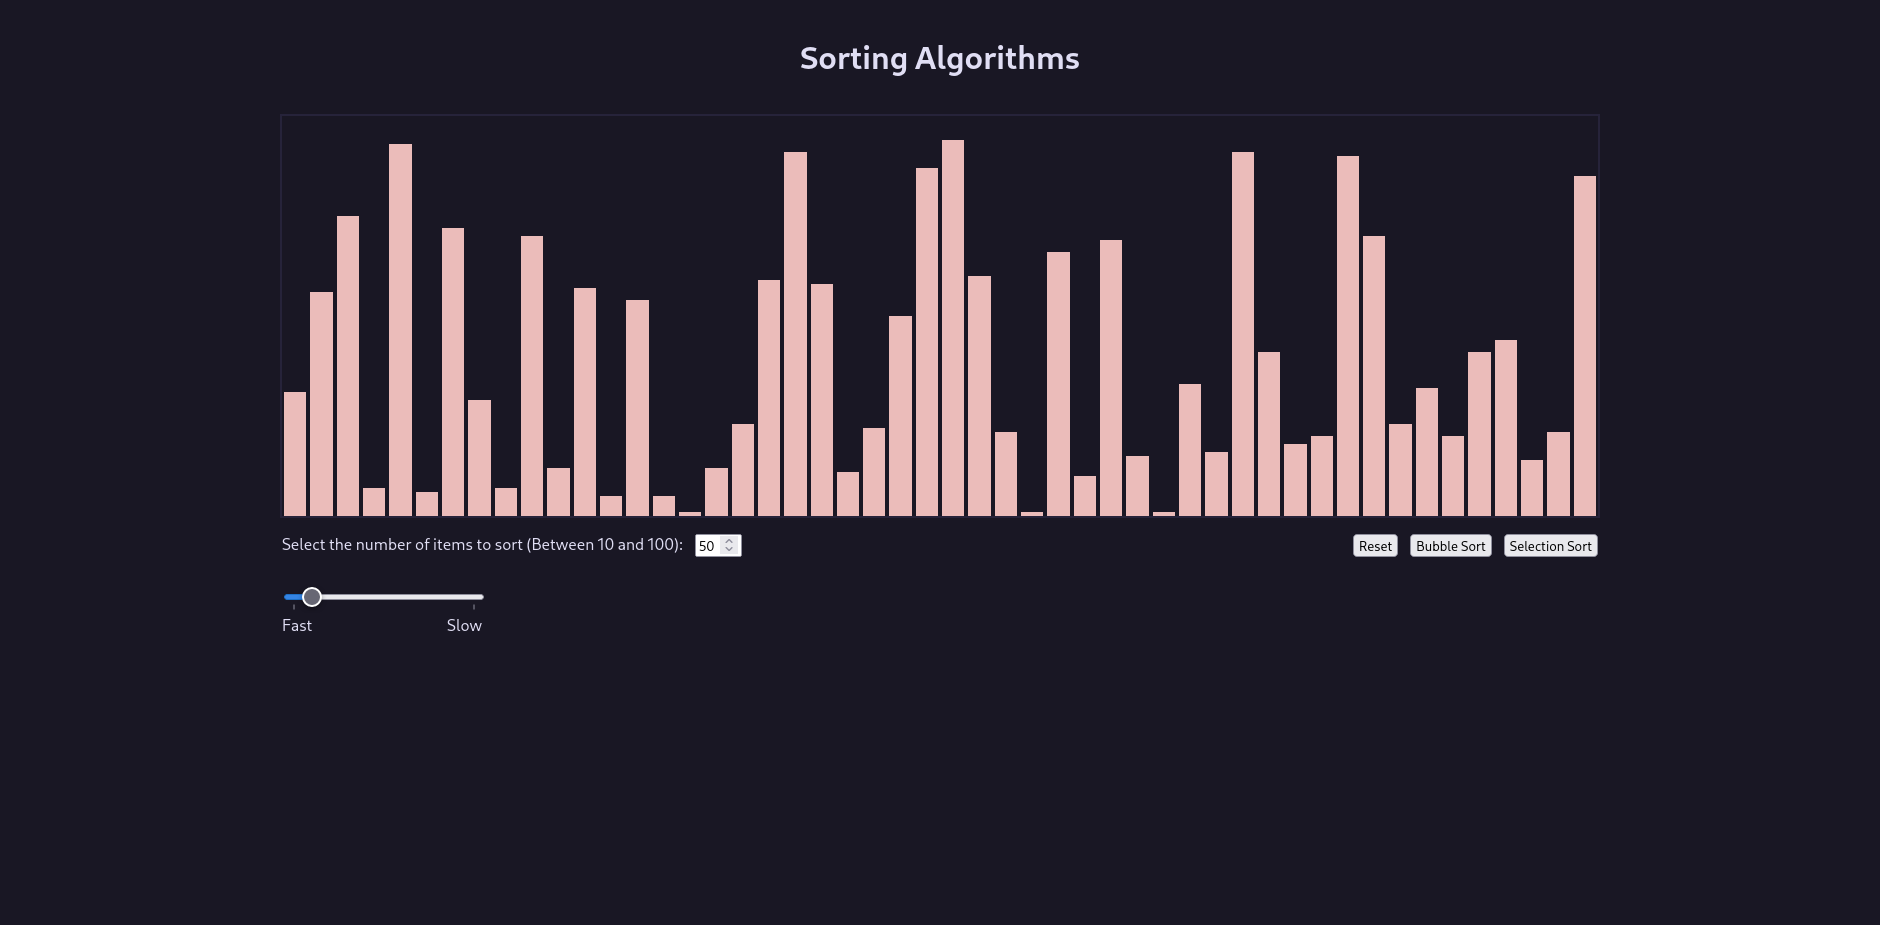 Sorting Algorithms
Select the number of items to sort (Between 10 and 100): 50
Reset Bubble Sort Selection Sort
Fast Slow